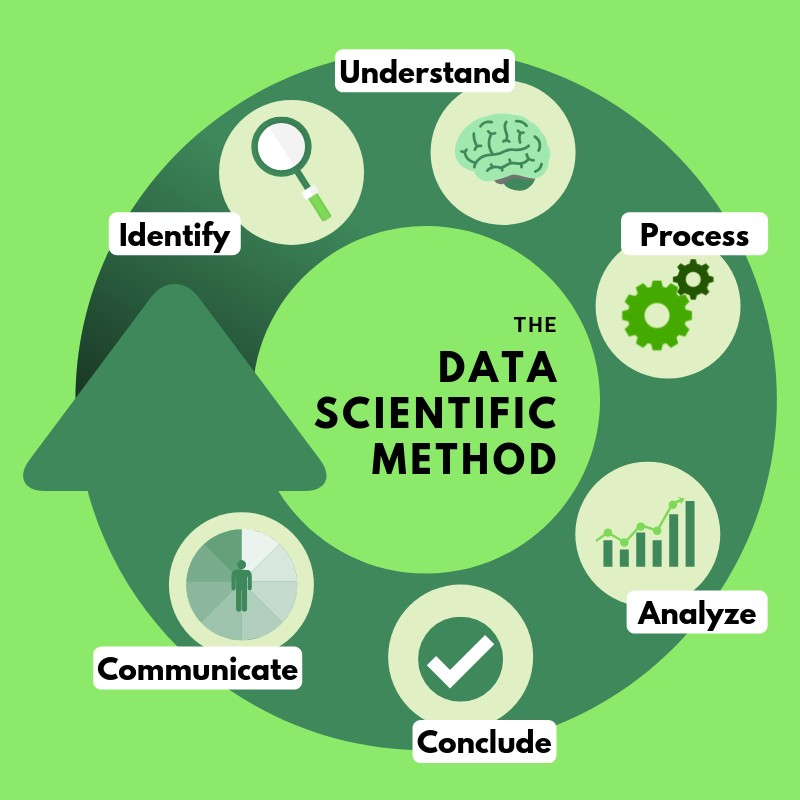 Understand
Identify
Process
THE
DATA
SCIENTIFIC
METHOD
Analyze
Communicate
Conclude